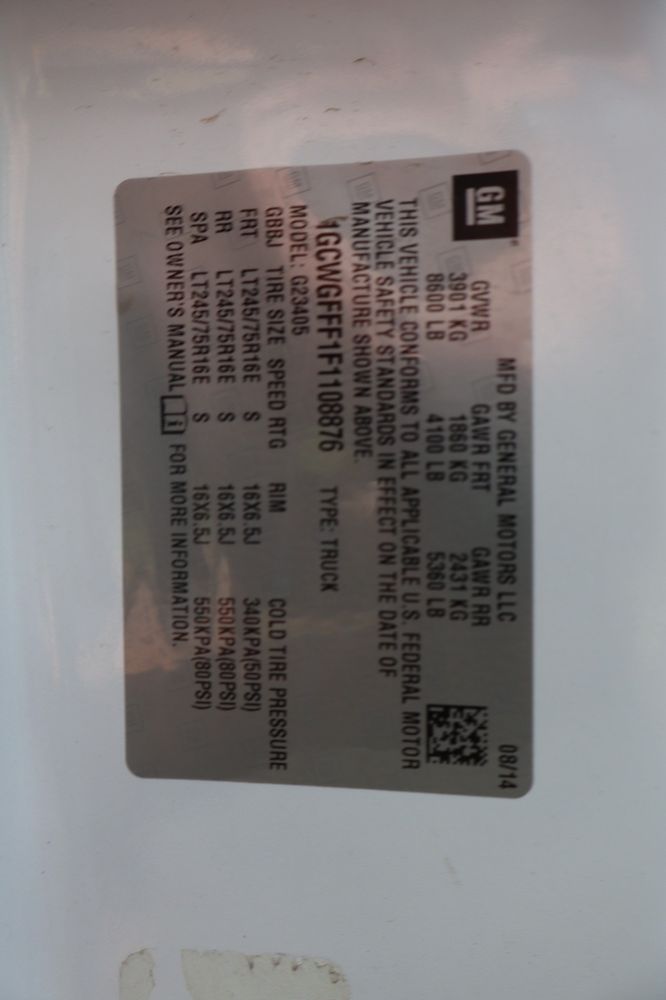 GM
MFD BY GENERAL MOTORS LLC 08/14
GVWR GAWR FRT GAWR RR
3901 KG 1860 KG 2431 KG
8600 LB 4100 LB 5360 LB
THIS VEHICLE CONFORMS TO ALL APPLICABLE U.S. FEDERAL MOTOR
VEHICLE SAFETY STANDARDS IN EFFECT ON THE DATE OF
MANUFACTURE SHOWN ABOVE.
1GCWGFFF1F1108876 TYPE: TRUCK
MODEL: G23405
GBBJ TIRE SIZE SPEED RTG RIM COLD TIRE PRESSURE
FRT LT245/75R16E S 16X6.5J 340KPA(50PSI)
RR LT245/75R16E S 16X6.5J 550KPA(80PSI)
SPA LT245/75R16E S 16X6.5J 550KPA(80PSI)
SEE OWNER'S MANUAL FOR MORE INFORMATION.